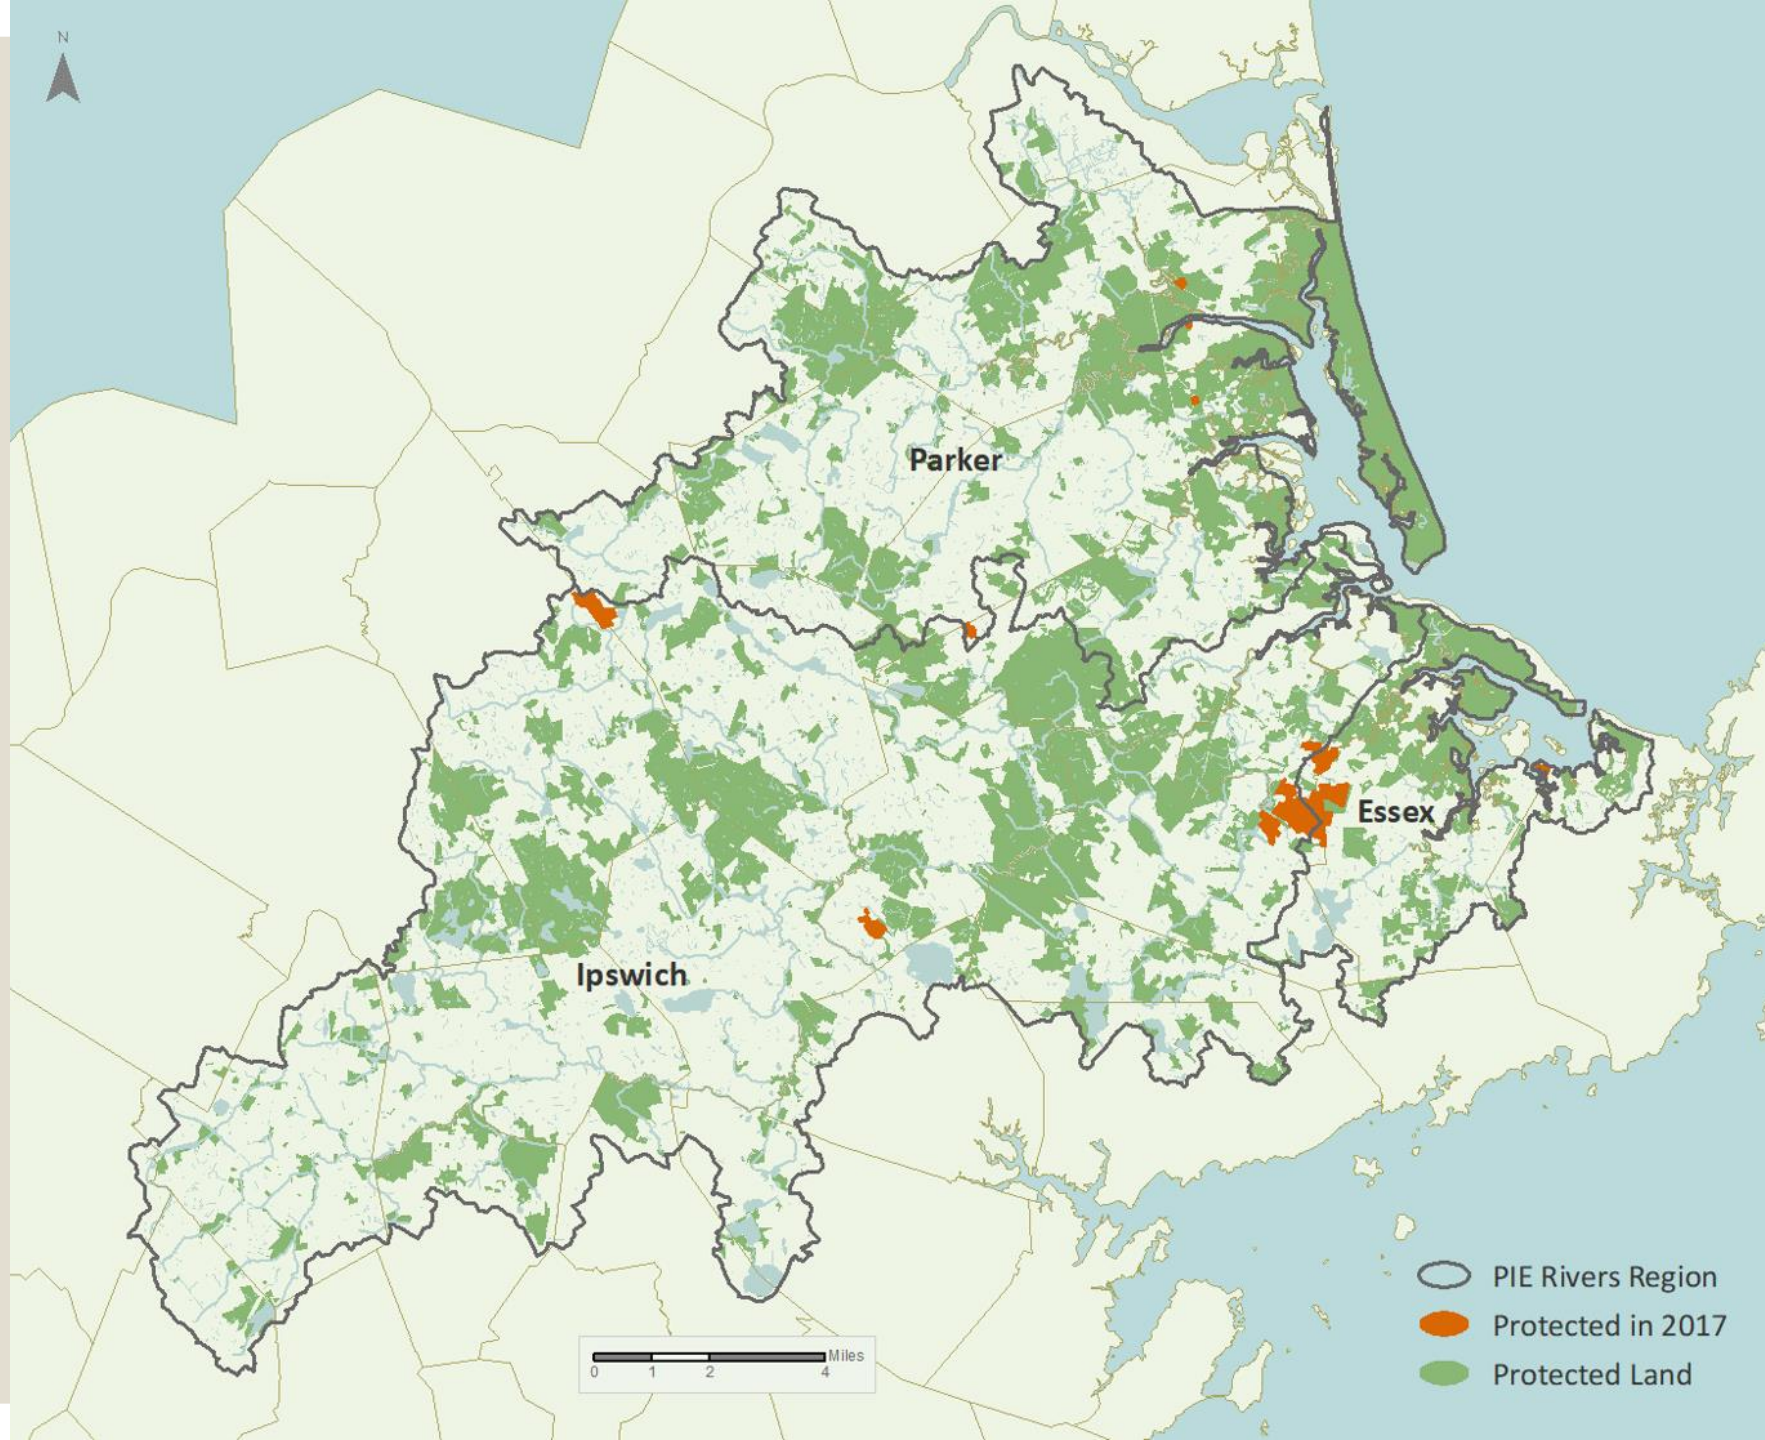 N
Parker
Essex
Ipswich
PIE Rivers Region
Protected in 2017
Protected Land
Miles
0 1 2 4